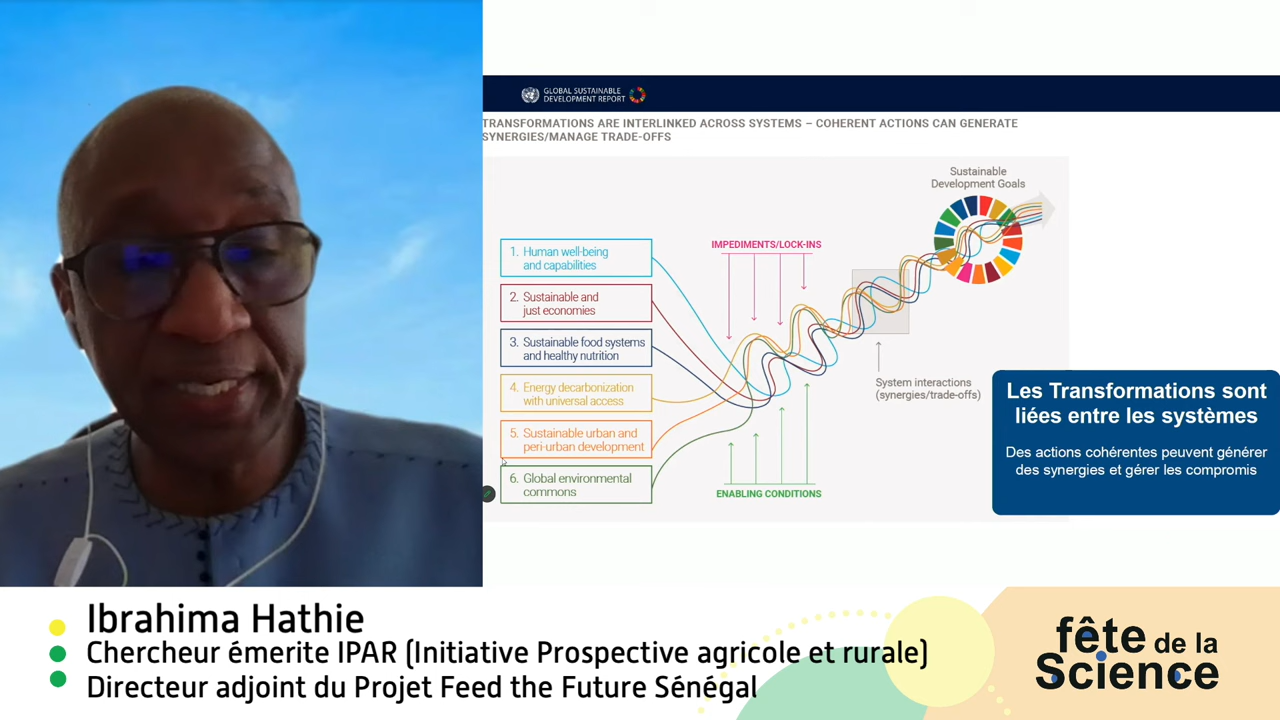 GLOBAL SUSTAINABLE
DEVELOPMENT REPORT
TRANSFORMATIONS ARE INTERLINKED ACROSS SYSTEMS – COHERENT ACTIONS CAN GENERATE
SYNERGIES/MANAGE TRADE-OFFS
Sustainable
Development Goals
IMPEDIMENTS/LOCK-INS
1. Human well-being
and capabilities
2. Sustainable and
just economies
3. Sustainable food systems
and healthy nutrition
4. Energy decarbonization
with universal access
5. Sustainable urban and
peri-urban development
6. Global environmental
commons
System interactions
(synergies/trade-offs)
ENABLING CONDITIONS
Les Transformations sont
liées entre les systèmes
Des actions cohérentes peuvent générer
des synergies et gérer les compromis
Ibrahima Hathie
Chercheur émerite IPAR (Initiative Prospective agricole et rurale)
Directeur adjoint du Projet Feed the Future Sénégal
fête de la
Science